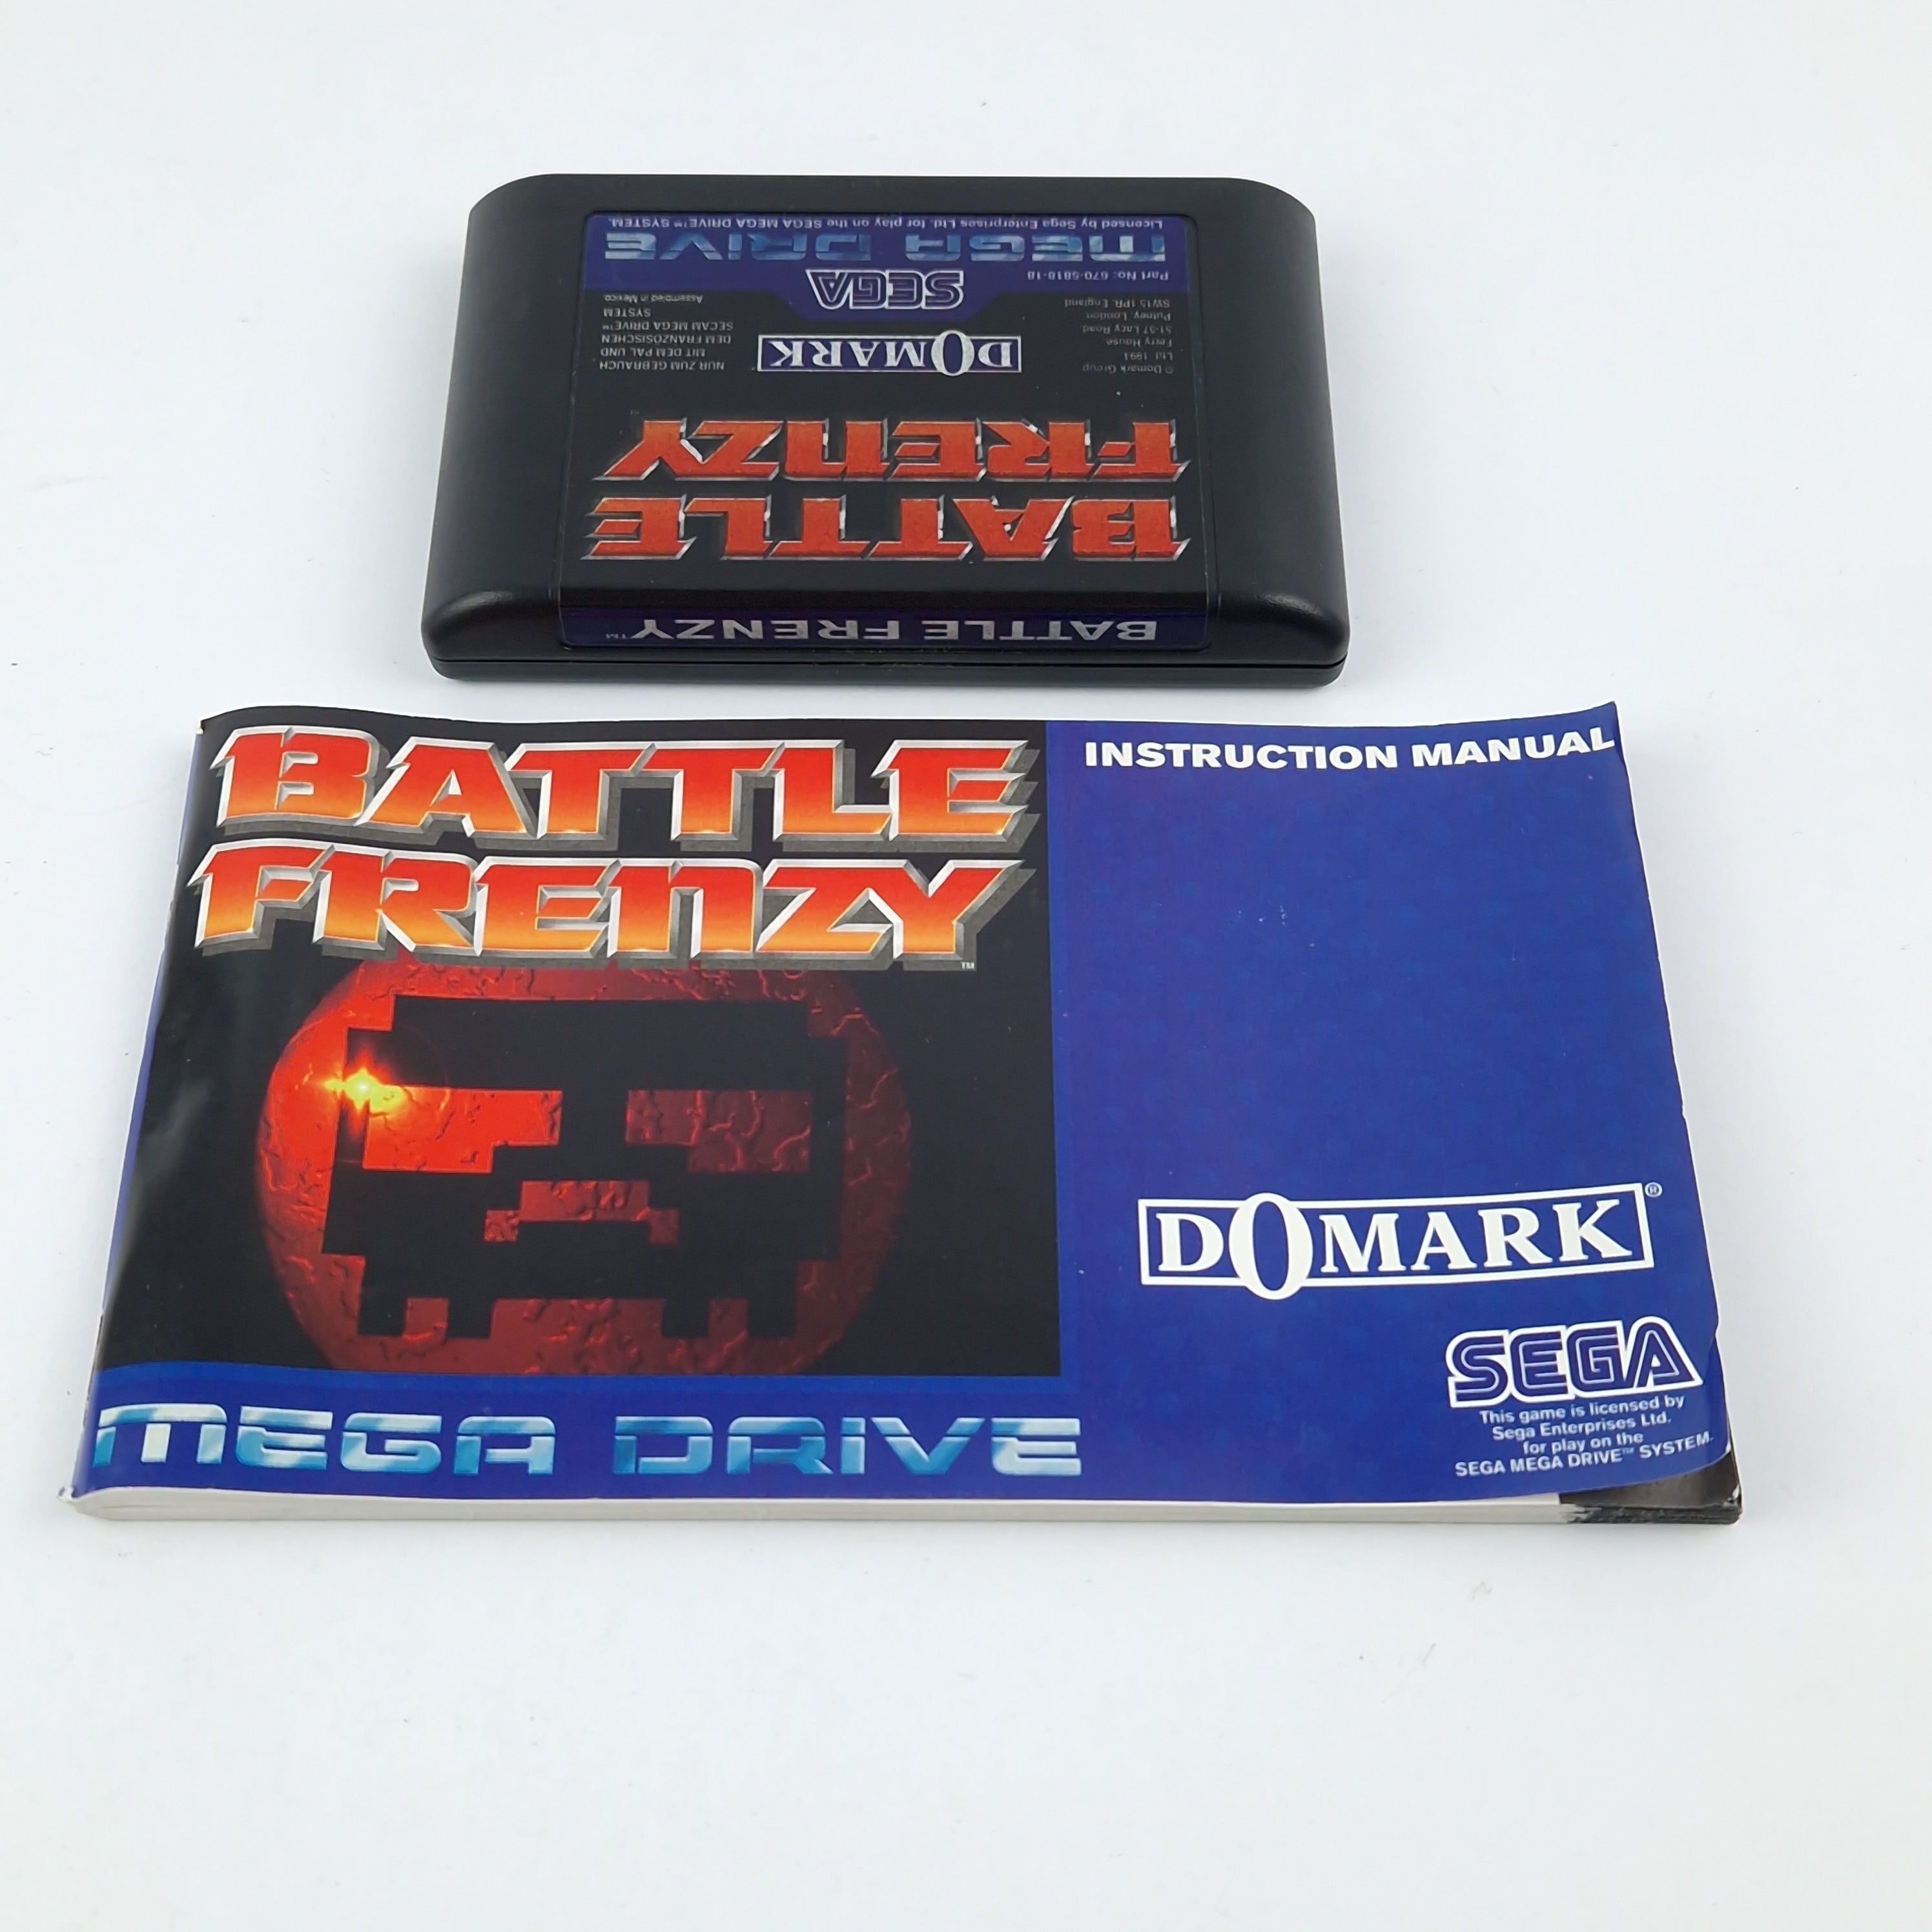 BATTLE FRENZY™
BATTLE
FRENZY
DOMARK
© Domark Group
Ltd 1994
Ferry House
51-57 Lacy Road
Putney, London
SW15 1PR. England
NUR ZUM GEBRAUCH
MIT DEM PAL UND
DEM FRANZÖSISCHEN
SECAM MEGA DRIVE™
SYSTEM
Assembled in Mexico.
SEGA
Part No: 670-5818-18
MEGA DRIVE
Licensed by Sega Enterprises Ltd. for play on the SEGA MEGA DRIVE™ SYSTEM.
BATTLE
FRENZY™
INSTRUCTION MANUAL
DOMARK®
SEGA
This game is licensed by
Sega Enterprises Ltd.
for play on the
SEGA MEGA DRIVE™ SYSTEM.
MEGA DRIVE